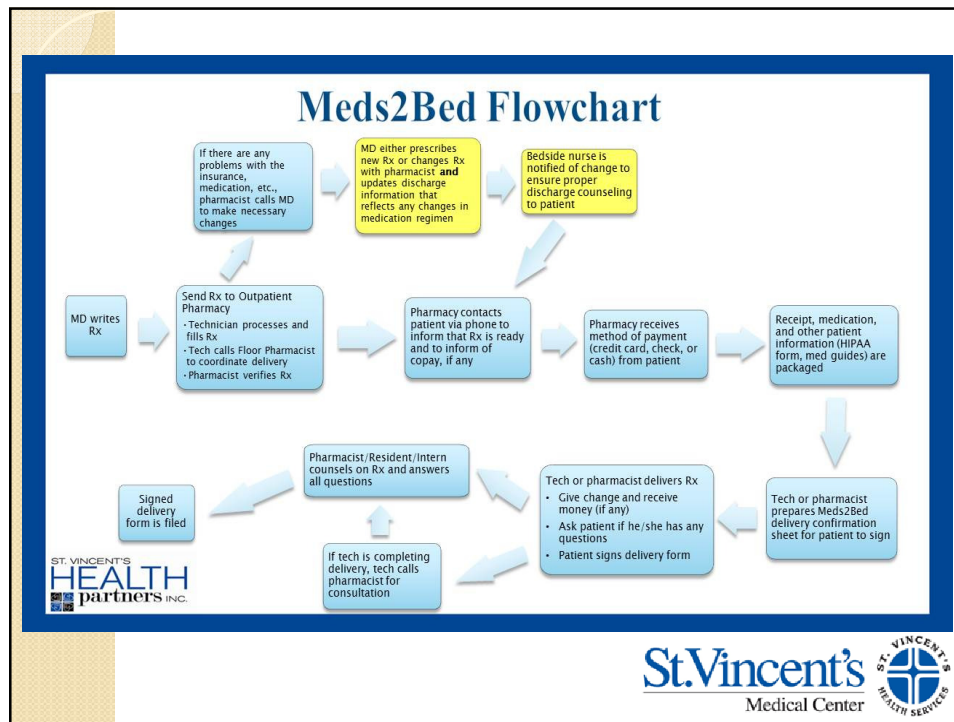 Meds2Bed Flowchart
If there are any
problems with the
insurance,
medication, etc.,
pharmacist calls MD
to make necessary
changes
MD either prescribes
new Rx or changes Rx
with pharmacist and
updates discharge
information that
reflects any changes in
medication regimen
Bedside nurse is
notified of change to
ensure proper
discharge counseling
to patient
MD writes
Rx
Send Rx to Outpatient
Pharmacy
• Technician processes and
fills Rx
• Tech calls Floor Pharmacist
to coordinate delivery
• Pharmacist verifies Rx
Pharmacy contacts
patient via phone to
inform that Rx is ready
and to inform of
copay, if any
Pharmacy receives
method of payment
(credit card, check, or
cash) from patient
Receipt, medication,
and other patient
information (HIPAA
form, med guides) are
packaged
Tech or pharmacist
prepares Meds2Bed
delivery confirmation
sheet for patient to sign
Tech or pharmacist delivers Rx
• Give change and receive
money (if any)
• Ask patient if he/she has any
questions
• Patient signs delivery form
If tech is completing
delivery, tech calls
pharmacist for
consultation
Pharmacist/Resident/Intern
counsels on Rx and answers
all questions
Signed
delivery
form is filed
ST. VINCENT'S
HEALTH
partners INC.
St.Vincent's
Medical Center
ST. VINCENT'S
HEALTH SERVICES